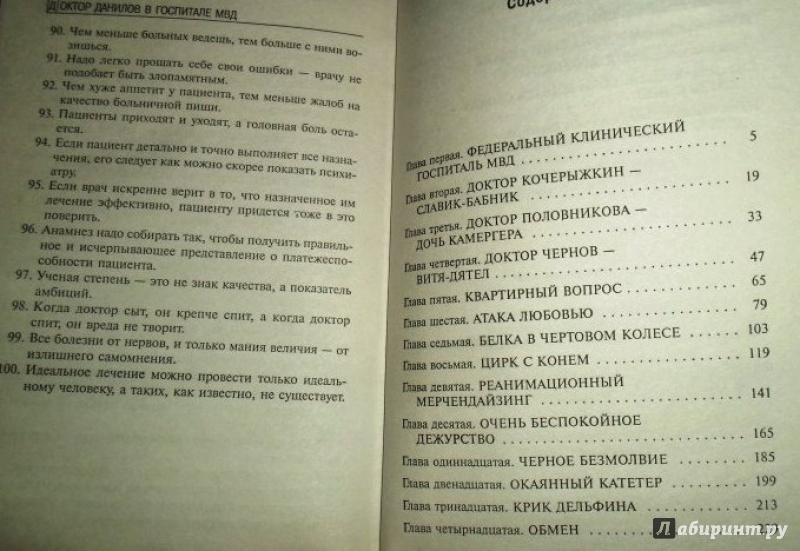 ДОКТОР ДАНИЛОВ В ГОСПИТАЛЕ МВД
90. Чем меньше больных ведешь, тем больше с ними во-
зишься.
91. Надо легко прощать себе свои ошибки — врачу не
подобает быть злопамятным.
92. Чем хуже аппетит у пациента, тем меньше жалоб на
качество больничной пищи.
93. Пациенты приходят и уходят, а головная боль оста-
ется.
94. Если пациент детально и точно выполняет все назна-
чения, его следует как можно скорее показать психи-
атру.
95. Если врач искренне верит в то, что назначенное им
лечение эффективно, пациенту придется тоже в это
поверить.
96. Анамнез надо собирать так, чтобы получить правиль-
ное и исчерпывающее представление о платежеспо-
собности пациента.
97. Ученая степень — это не знак качества, а показатель
амбиций.
98. Когда доктор сыт, он крепче спит, а когда доктор
спит, он вреда не творит.
99. Все болезни от нервов, и только мания величия — от
излишнего самомнения.
100. Идеальное лечение можно провести только идеаль-
ному человеку, а таких, как известно, не существует.
Глава первая. ФЕДЕРАЛЬНЫЙ КЛИНИЧЕСКИЙ
ГОСПИТАЛЬ МВД . . . . . . . . . . . . . . . . 5
Глава вторая. ДОКТОР КОЧЕРЫЖКИН —
СЛАВИК-БАБНИК . . . . . . . . . . . . . . . . 19
Глава третья. ДОКТОР ПОЛОВНИКОВА —
ДОЧЬ КАМЕРГЕРА . . . . . . . . . . . . . . . . 33
Глава четвертая. ДОКТОР ЧЕРНОВ —
ВИТЯ-ДЯТЕЛ . . . . . . . . . . . . . . . . 47
Глава пятая. КВАРТИРНЫЙ ВОПРОС . . . . . . . . . 65
Глава шестая. АТАКА ЛЮБОВЬЮ . . . . . . . . . . . 79
Глава седьмая. БЕЛКА В ЧЕРТОВОМ КОЛЕСЕ . . . . . . 103
Глава восьмая. ЦИРК С КОНЕМ . . . . . . . . . . . . 119
Глава девятая. РЕАНИМАЦИОННЫЙ
МЕРЧЕНДАЙЗИНГ . . . . . . . . . . . . . . . . 141
Глава десятая. ОЧЕНЬ БЕСПОКОЙНОЕ
ДЕЖУРСТВО . . . . . . . . . . . . . . . . 165
Глава одиннадцатая. ЧЕРНОЕ БЕЗМОЛВИЕ . . . . . . . 185
Глава двенадцатая. ОКАЯННЫЙ КАТЕТЕР . . . . . . . 199
Глава тринадцатая. КРИК ДЕЛЬФИНА . . . . . . . . . 213
Глава четырнадцатая. ОБМЕН . . . . . . . . . . . .
Лабиринт.ру